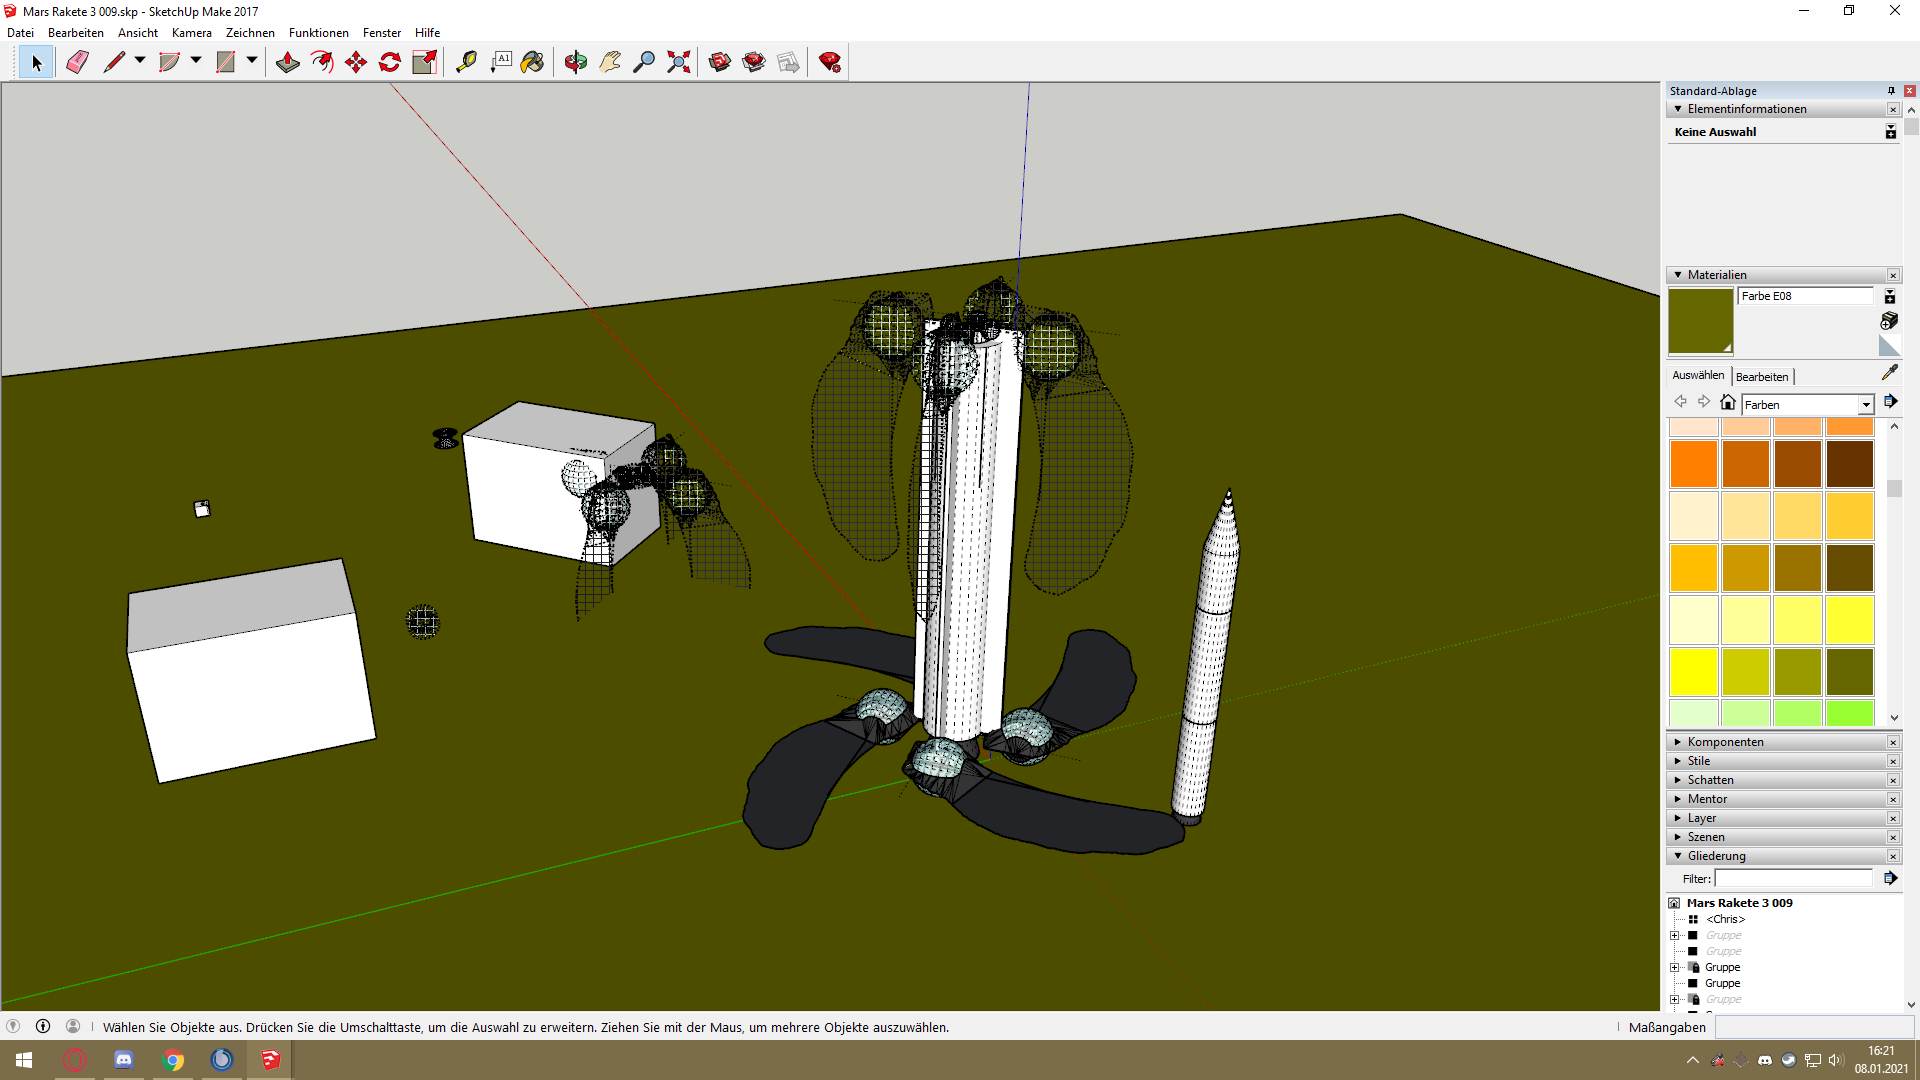 Mars Rakete 3 009.skp - SketchUp Make 2017
Datei Bearbeiten Ansicht Kamera Zeichnen Funktionen Fenster Hilfe
A1
Standard-Ablage
Elementinformationen
Keine Auswahl
Materialien
Farbe E08
Auswählen Bearbeiten
Farben
Komponenten
Stile
Schatten
Mentor
Layer
Szenen
Gliederung
Filter:
Mars Rakete 3 009
<Chris>
Gruppe
Gruppe
Gruppe
Gruppe
Gruppe
Wählen Sie Objekte aus. Drücken Sie die Umschalttaste, um die Auswahl zu erweitern. Ziehen Sie mit der Maus, um mehrere Objekte auszuwählen.
Maßangaben
16:21
08.01.2021